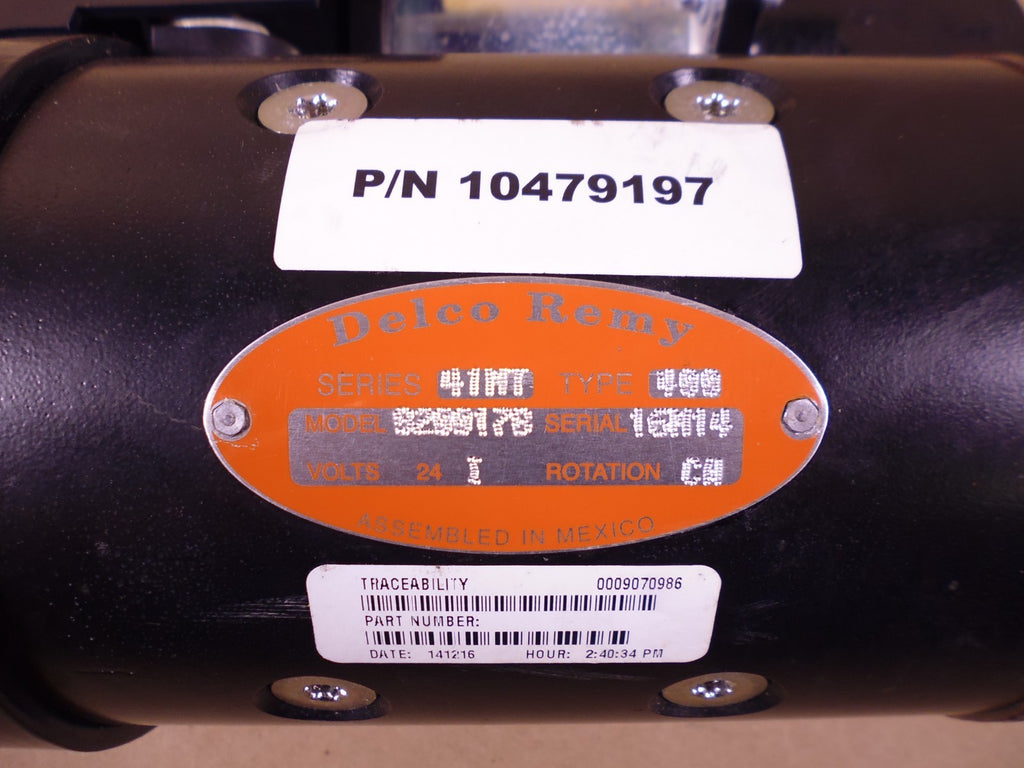 P/N 10479197
Delco Remy
SERIES 41MT TYPE 400
MODEL 8200178 SERIAL
VOLTS 24 I ROTATION CW
ASSEMBLED IN MEXICO
TRACEABILITY 0009070986
PART NUMBER:
DATE: 141216 HOUR: 2:40:34 PM